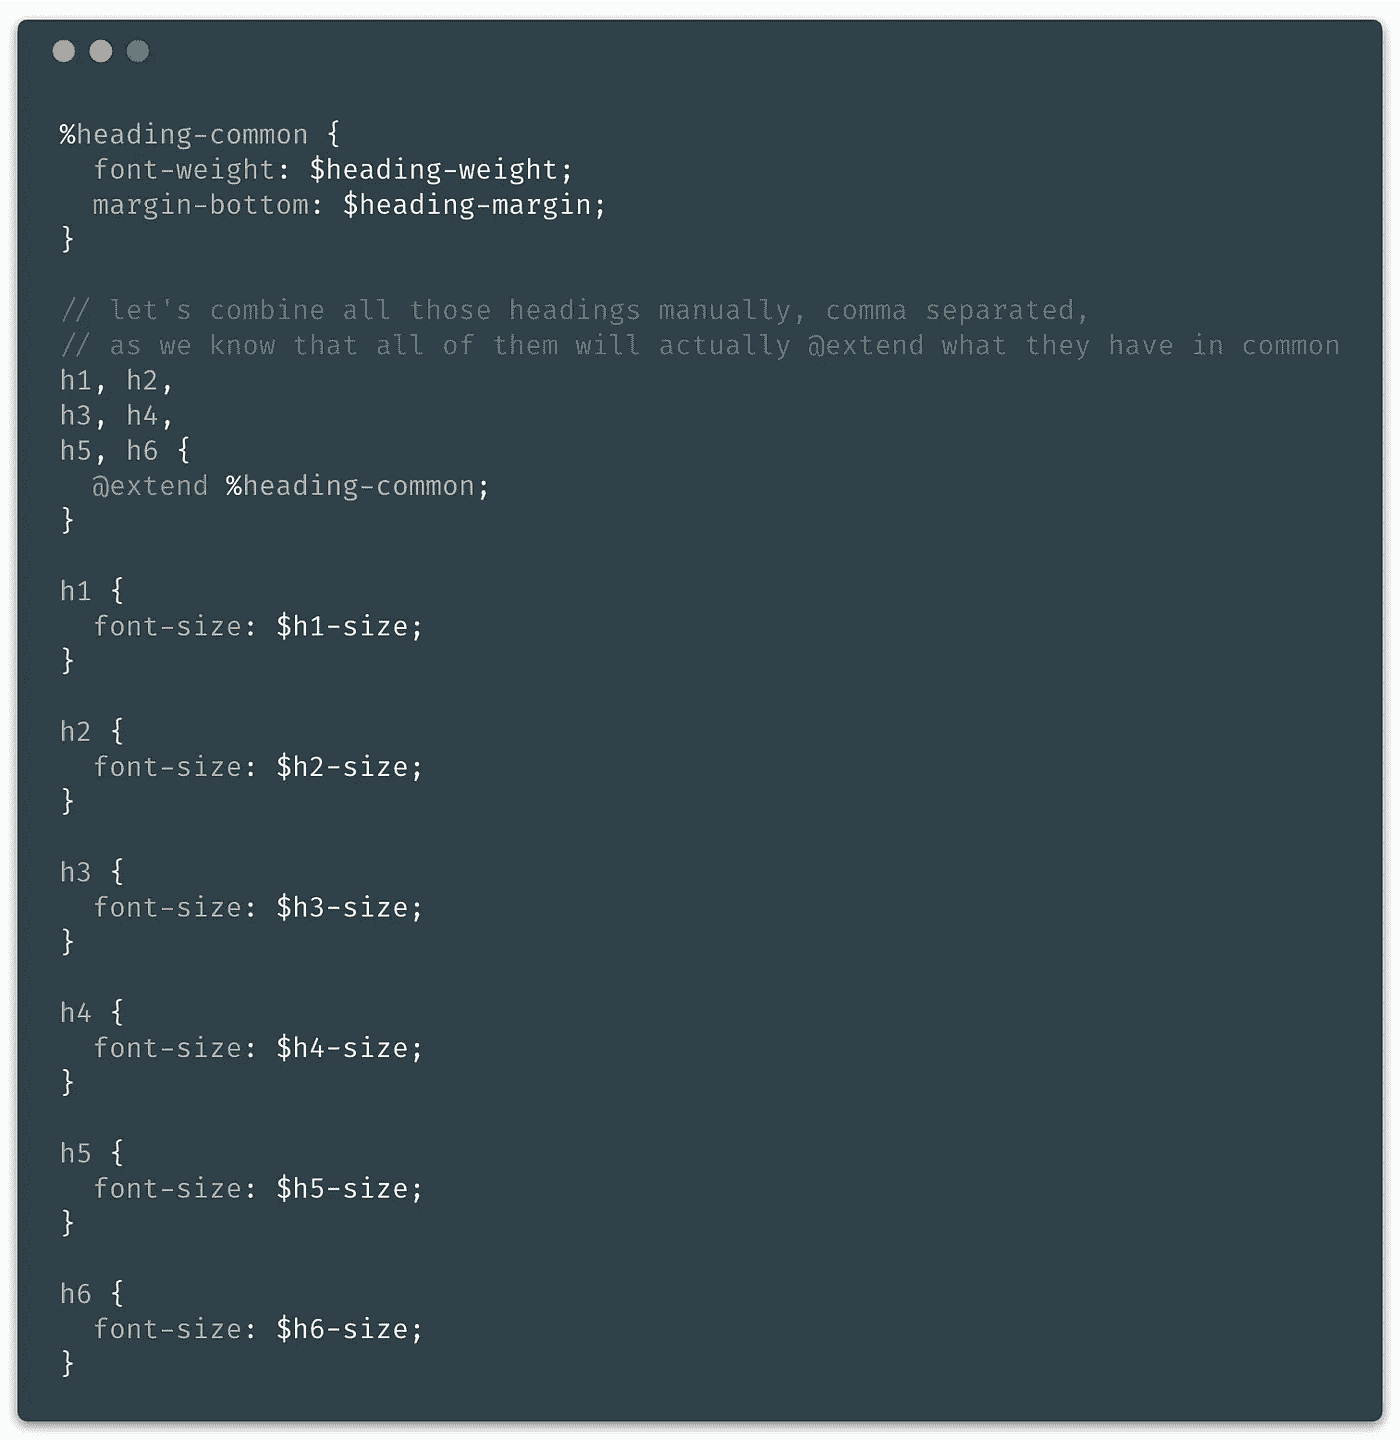 %heading-common {
  font-weight: $heading-weight;
  margin-bottom: $heading-margin;
}

// let's combine all those headings manually, comma separated,
// as we know that all of them will actually @extend what they have in common
h1, h2,
h3, h4,
h5, h6 {
  @extend %heading-common;
}

h1 {
  font-size: $h1-size;
}

h2 {
  font-size: $h2-size;
}

h3 {
  font-size: $h3-size;
}

h4 {
  font-size: $h4-size;
}

h5 {
  font-size: $h5-size;
}

h6 {
  font-size: $h6-size;
}